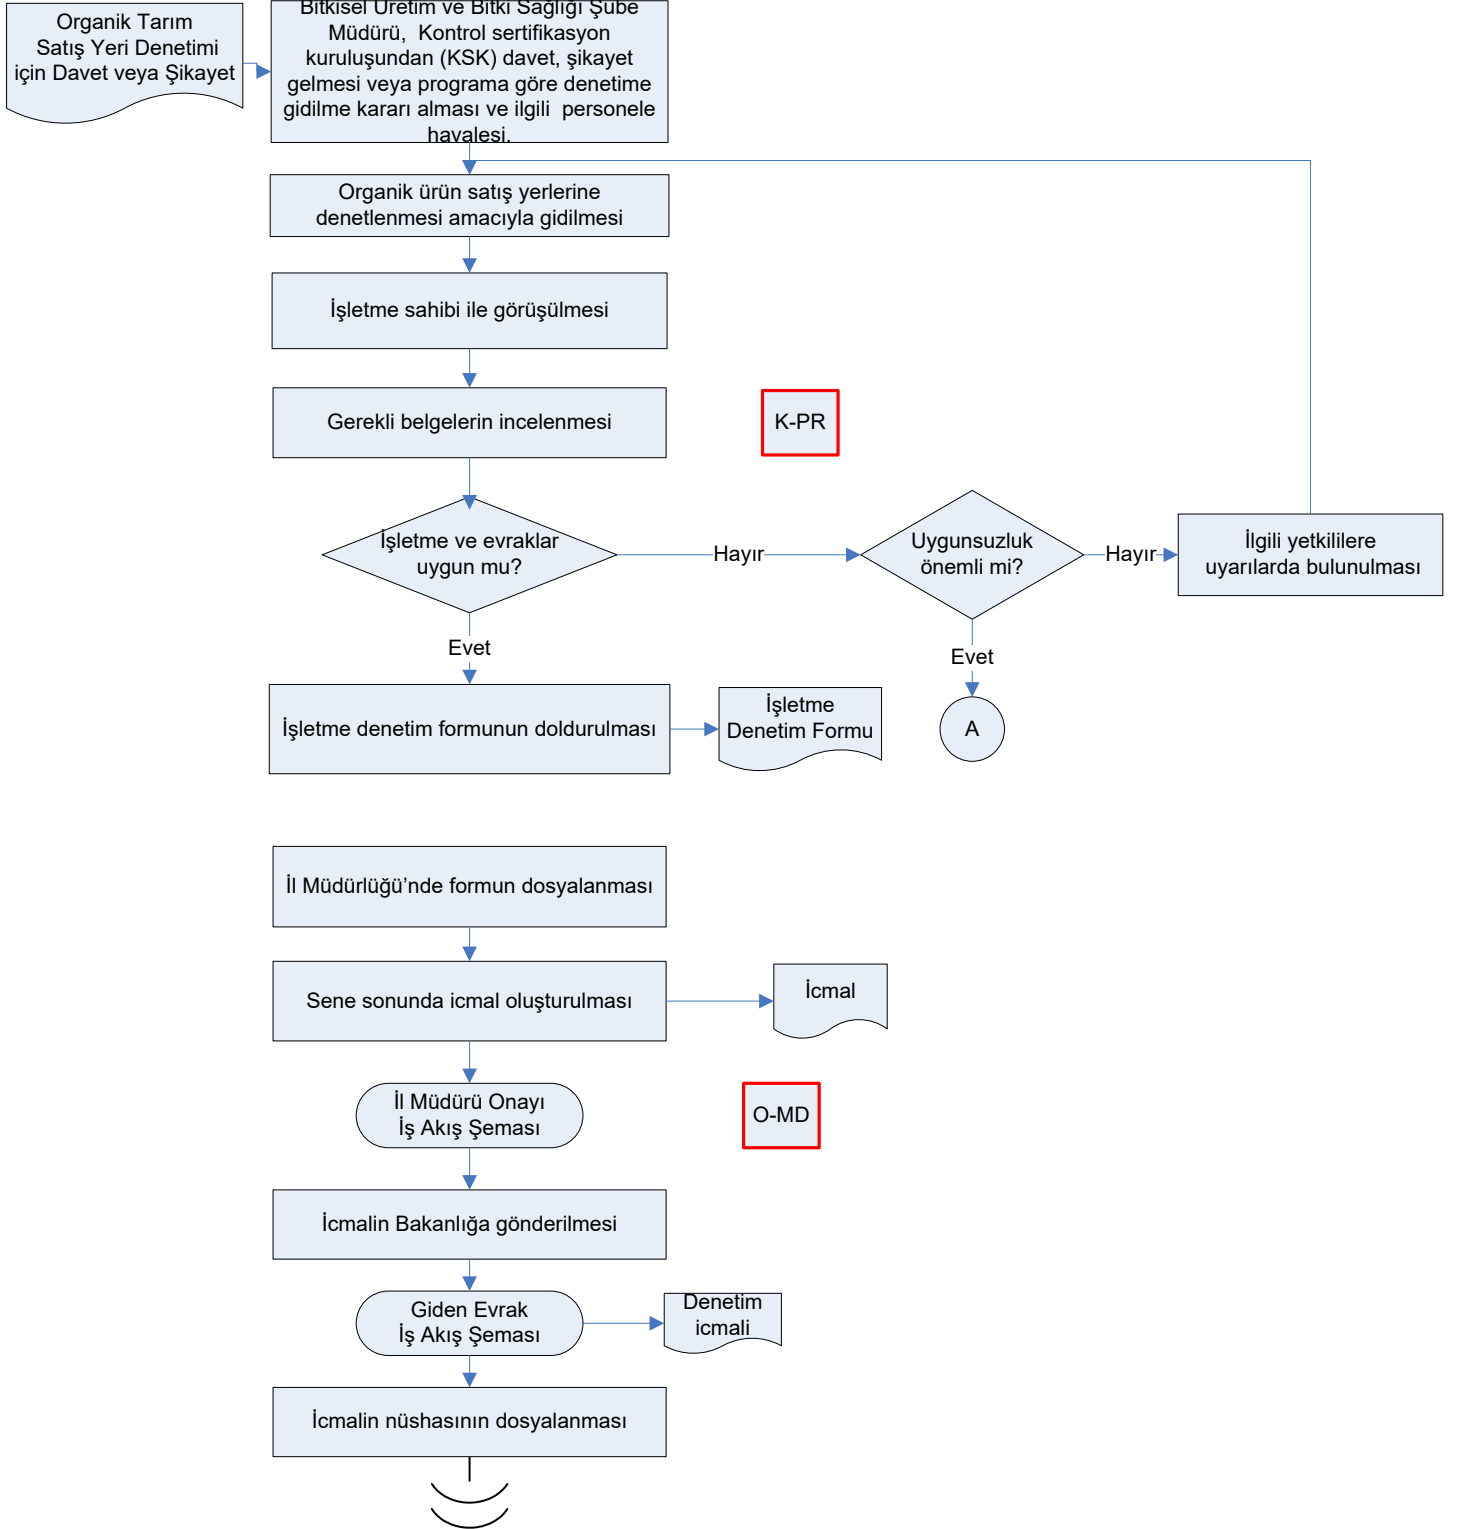 Organik Tarım
Satış Yeri Denetimi
için Davet veya Şikayet
Bitkisel Üretim ve Bitki Sağlığı Şube
Müdürü, Kontrol sertifikasyon
kuruluşundan (KSK) davet, şikayet
gelmesi veya programa göre denetime
gidilme kararı alması ve ilgili personele
havalesi.
Organik ürün satış yerlerine
denetlenmesi amacıyla gidilmesi
İşletme sahibi ile görüşülmesi
Gerekli belgelerin incelenmesi
K-PR
İşletme ve evraklar
uygun mu?
Hayır
Uygunsuzluk
önemli mi?
Hayır
İlgili yetkililere
uyarılarda bulunulması
Evet
Evet
İşletme denetim formunun doldurulması
İşletme
Denetim Formu
A
İl Müdürlüğü’nde formun dosyalanması
Sene sonunda icmal oluşturulması
İcmal
İl Müdürü Onayı
İş Akış Şeması
O-MD
İcmalin Bakanlığa gönderilmesi
Giden Evrak
İş Akış Şeması
Denetim
icmali
İcmalin nüshasının dosyalanması